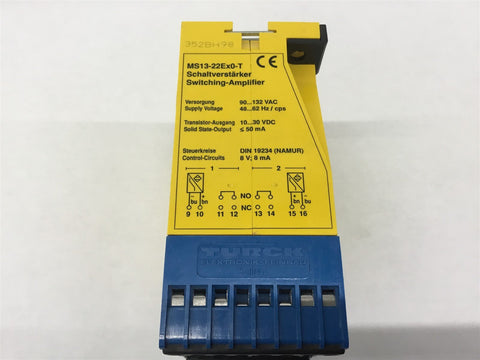 352BH98
MS13-22Ex0-T
Schaltverstärker
Switching-Amplifier
Versorgung 90...132 VAC
Supply Voltage 48...62 Hz / cps
Transistor-Ausgang 10...30 VDC
Solid State-Output ≤ 50 mA
Steuerkreise DIN 19234 (NAMUR)
Control-Circuits 8 V; 8 mA
1 2
− + NO − +
bu bn bn bu
NC
9 10 11 12 13 14 15 16
TURCK